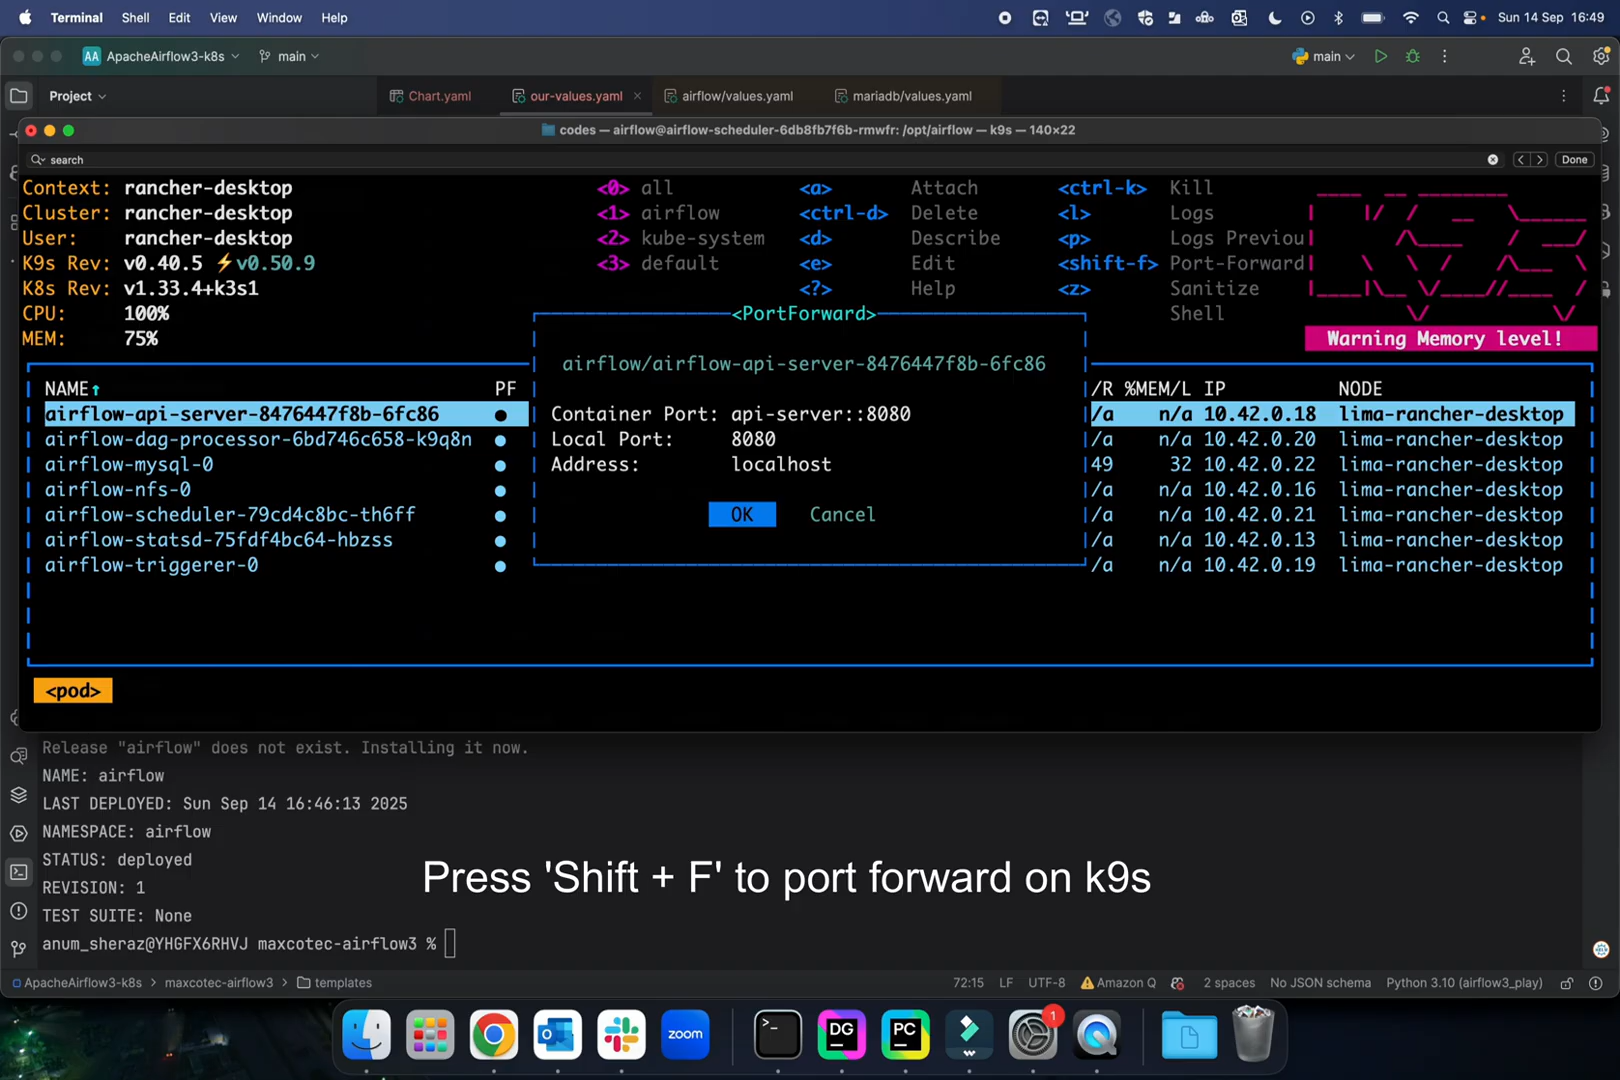 Terminal Shell Edit View Window Help Sun 14 Sep 16:49
AA ApacheAirflow3-k8s main main
Project Chart.yaml our-values.yaml × airflow/values.yaml mariadb/values.yaml
codes — airflow@airflow-scheduler-6db8fb7f6b-rmwfr: /opt/airflow — k9s — 140×22
search Done
Context: rancher-desktop <0> all <a> Attach <ctrl-k> Kill
Cluster: rancher-desktop <1> airflow <ctrl-d> Delete <l> Logs
User: rancher-desktop <2> kube-system <d> Describe <p> Logs Previou
K9s Rev: v0.40.5 ⚡v0.50.9 <3> default <e> Edit <shift-f> Port-Forward
K8s Rev: v1.33.4+k3s1 <?> Help <z> Sanitize
CPU: 100% Shell
MEM: 75% Warning Memory level!
<PortForward>
airflow/airflow-api-server-8476447f8b-6fc86
Container Port: api-server::8080
Local Port: 8080
Address: localhost
OK Cancel
NAME↑ PF /R %MEM/L IP NODE
airflow-api-server-8476447f8b-6fc86 ● /a n/a 10.42.0.18 lima-rancher-desktop
airflow-dag-processor-6bd746c658-k9q8n ● /a n/a 10.42.0.20 lima-rancher-desktop
airflow-mysql-0 ● 49 32 10.42.0.22 lima-rancher-desktop
airflow-nfs-0 ● /a n/a 10.42.0.16 lima-rancher-desktop
airflow-scheduler-79cd4c8bc-th6ff ● /a n/a 10.42.0.21 lima-rancher-desktop
airflow-statsd-75fdf4bc64-hbzss ● /a n/a 10.42.0.13 lima-rancher-desktop
airflow-triggerer-0 ● /a n/a 10.42.0.19 lima-rancher-desktop
<pod>
Release "airflow" does not exist. Installing it now.
NAME: airflow
LAST DEPLOYED: Sun Sep 14 16:46:13 2025
NAMESPACE: airflow
STATUS: deployed
REVISION: 1
TEST SUITE: None
anum_sheraz@YHGFX6RHVJ maxcotec-airflow3 %
Press 'Shift + F' to port forward on k9s
ApacheAirflow3-k8s > maxcotec-airflow3 > templates 72:15 LF UTF-8 Amazon Q 2 spaces No JSON schema Python 3.10 (airflow3_play)
zoom >_ DG PC 1